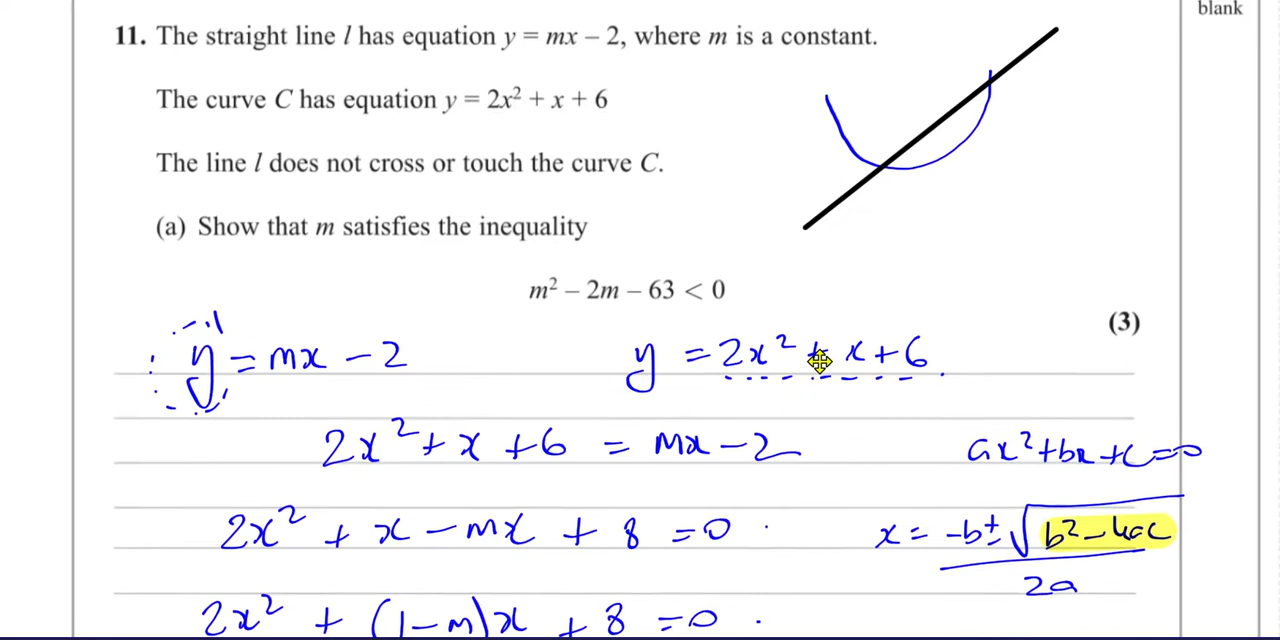 blank
11. The straight line l has equation y = mx – 2, where m is a constant.
The curve C has equation y = 2x² + x + 6
The line l does not cross or touch the curve C.
(a) Show that m satisfies the inequality
m² – 2m – 63 < 0
(3)
y = mx - 2 y = 2x² + x + 6
2x² + x + 6 = mx - 2
ax² + bx + c = 0
2x² + x - mx + 8 = 0
x = -b ± √b² - 4ac
2a
2x² + (1 - m)x + 8 = 0